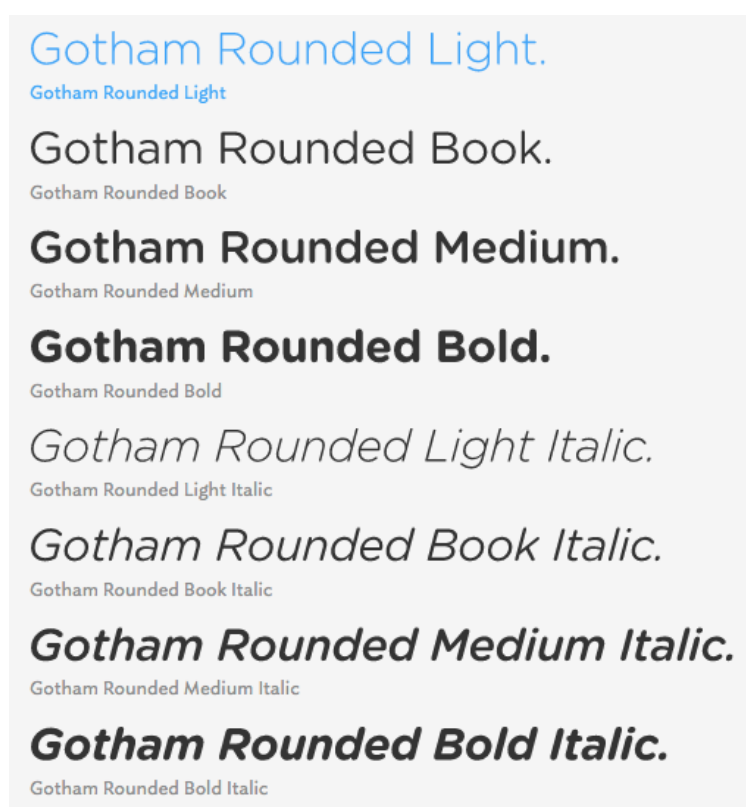 Gotham Rounded Light.
Gotham Rounded Light
Gotham Rounded Book.
Gotham Rounded Book
Gotham Rounded Medium.
Gotham Rounded Medium
Gotham Rounded Bold.
Gotham Rounded Bold
Gotham Rounded Light Italic.
Gotham Rounded Light Italic
Gotham Rounded Book Italic.
Gotham Rounded Book Italic
Gotham Rounded Medium Italic.
Gotham Rounded Medium Italic
Gotham Rounded Bold Italic.
Gotham Rounded Bold Italic